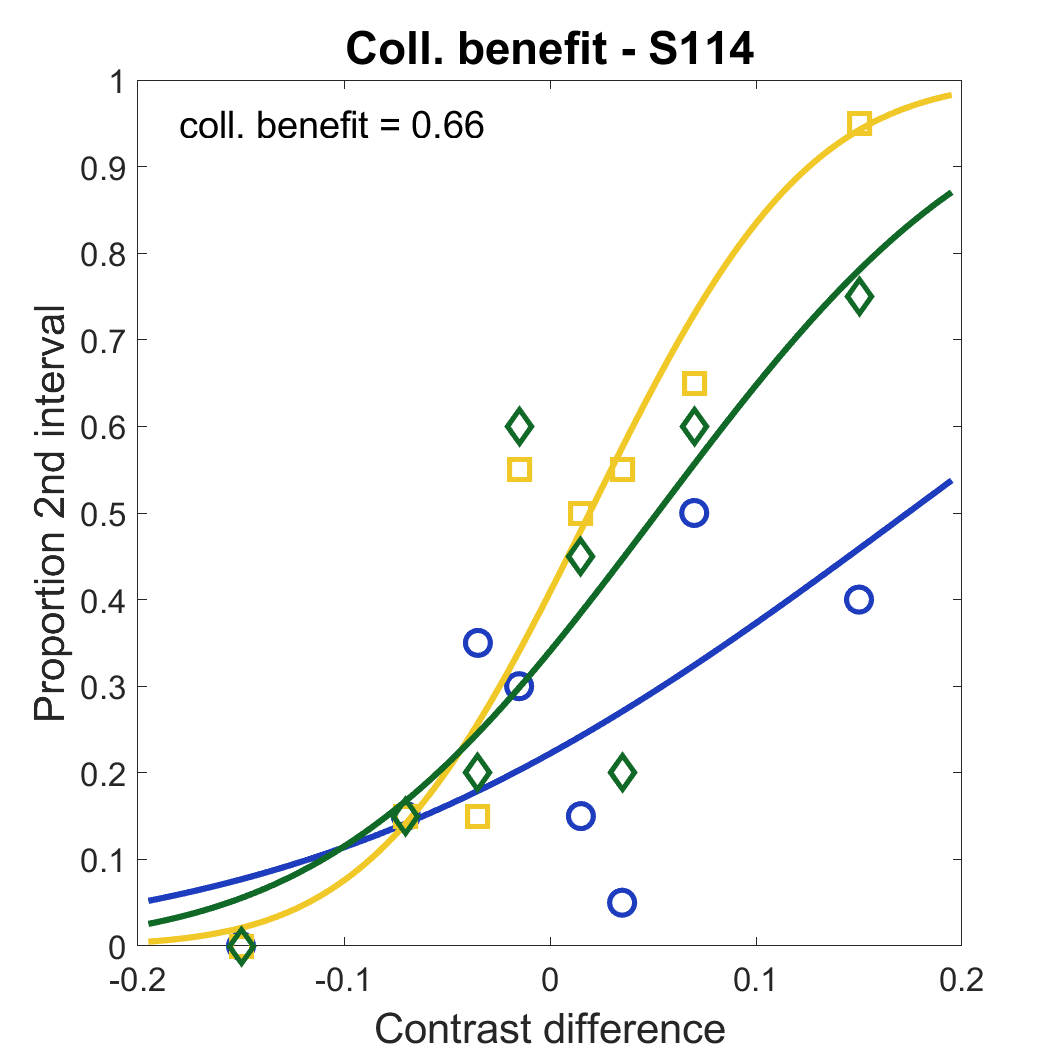 Coll. benefit - S114
coll. benefit = 0.66
1
0.9
0.8
0.7
0.6
0.5
0.4
0.3
0.2
0.1
0
Proportion 2nd interval
-0.2 -0.1 0 0.1 0.2
Contrast difference